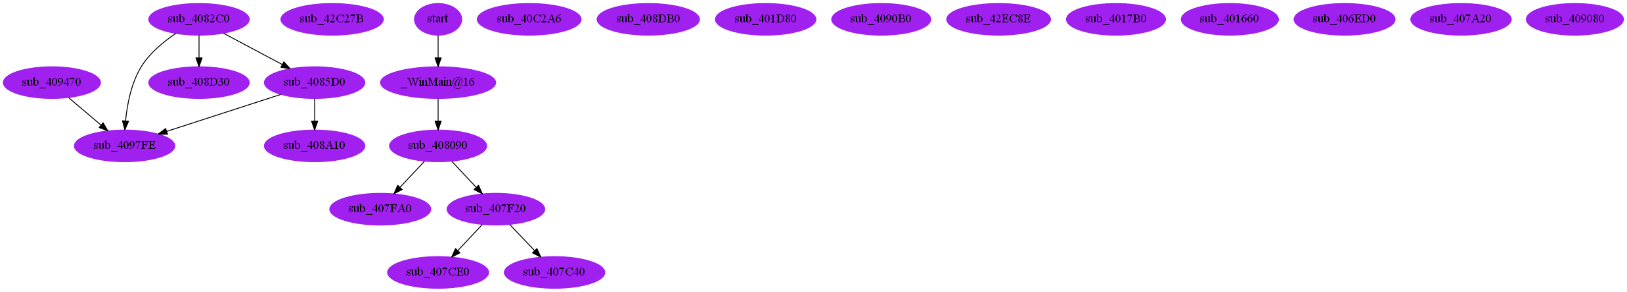 sub_4082C0 sub_42C27B start sub_40C2A6 sub_408DB0 sub_401D80 sub_4090B0 sub_42EC8E sub_4017B0 sub_401660 sub_406ED0 sub_407A20 sub_409080
sub_409470 sub_408D30 sub_4085D0 _WinMain@16
sub_4097FE sub_408A10 sub_408090
sub_407FA0 sub_407F20
sub_407CE0 sub_407C40